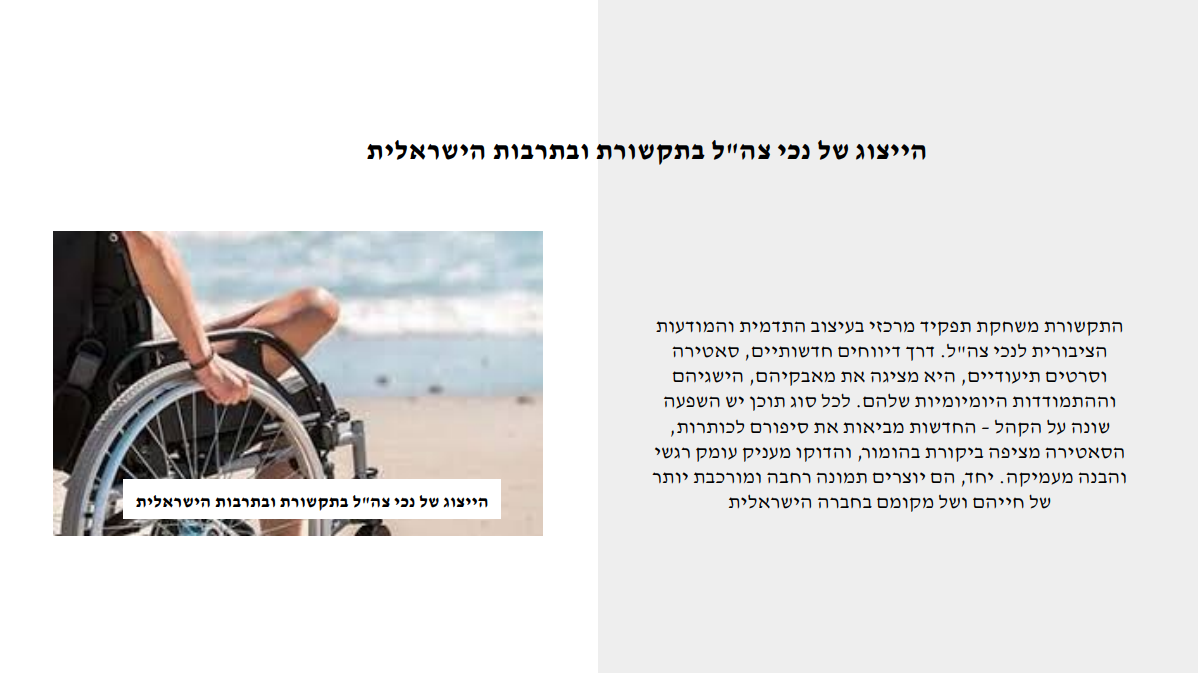 הייצוג של נכי צה"ל בתקשורת ובתרבות הישראלית
התקשורת משחקת תפקיד מרכזי בעיצוב התדמית והמודעות
הציבורית לנכי צה"ל. דרך דיווחים חדשותיים, סאטירה
וסרטים תיעודיים, היא מציגה את מאבקיהם, הישגיהם
וההתמודדות היומיומיות שלהם. לכל סוג תוכן יש השפעה
שונה על הקהל - החדשות מביאות את סיפורם לכותרות,
הסאטירה מציפה ביקורת בהומור, והדוקו מעניק עומק רגשי
והבנה מעמיקה. יחד, הם יוצרים תמונה רחבה ומורכבת יותר
של חייהם ושל מקומם בחברה הישראלית
הייצוג של נכי צה"ל בתקשורת ובתרבות הישראלית